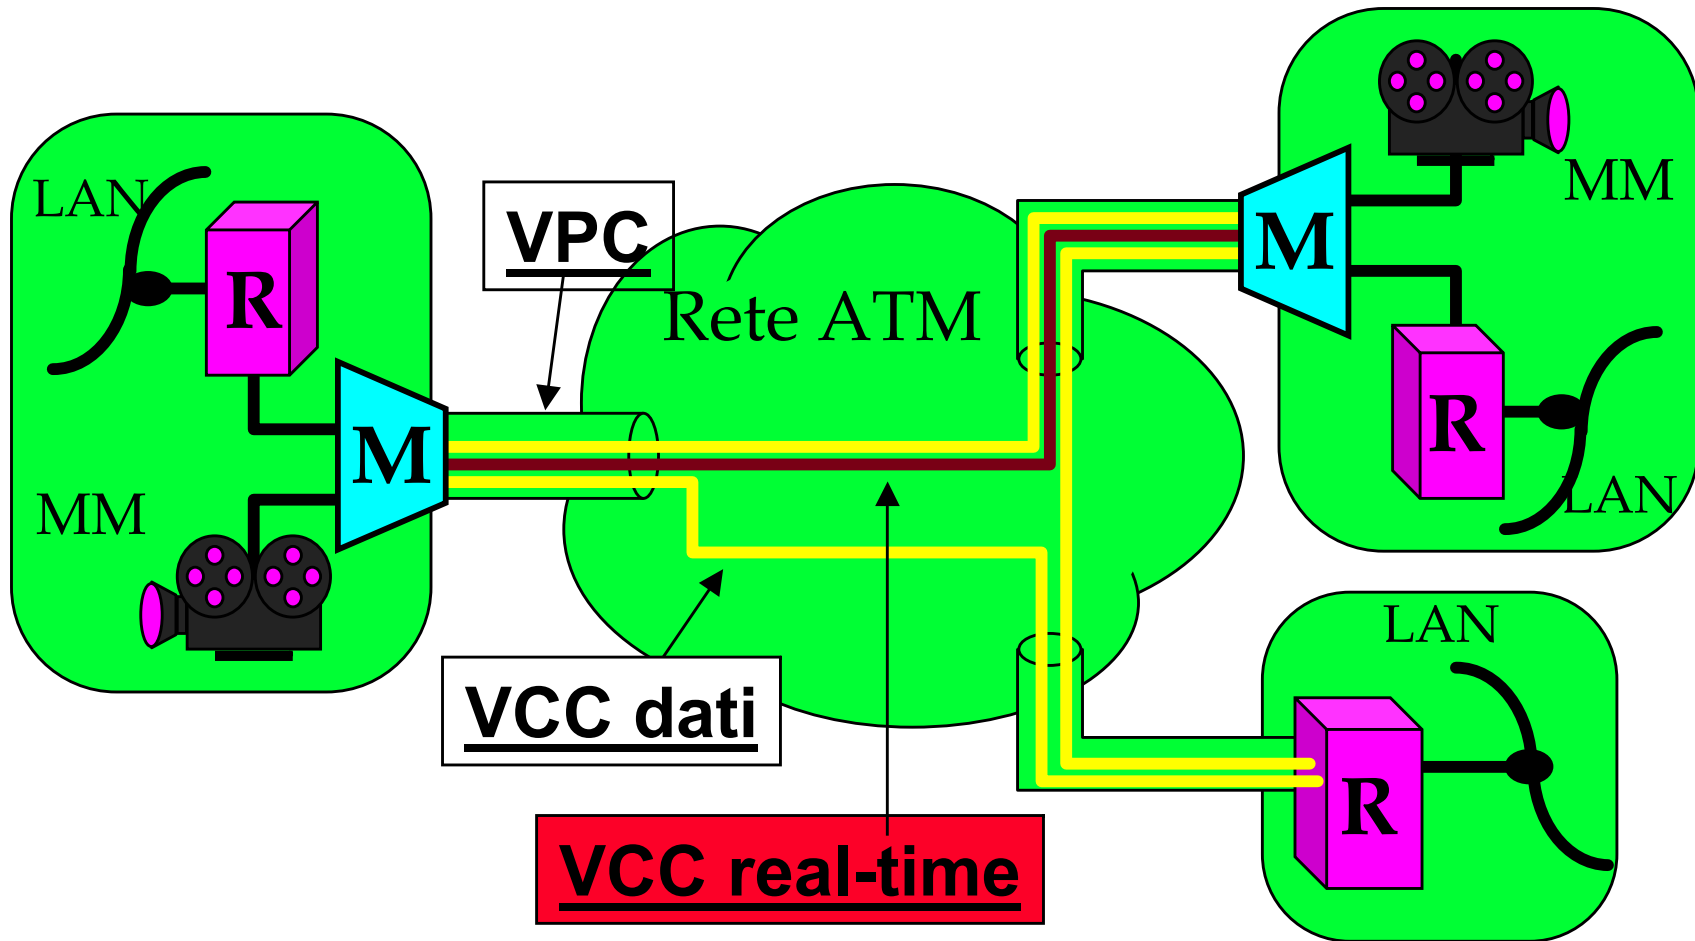 LAN
R
M
MM
VPC
Rete ATM
VCC dati
VCC real-time
MM
M
R
LAN
LAN
R